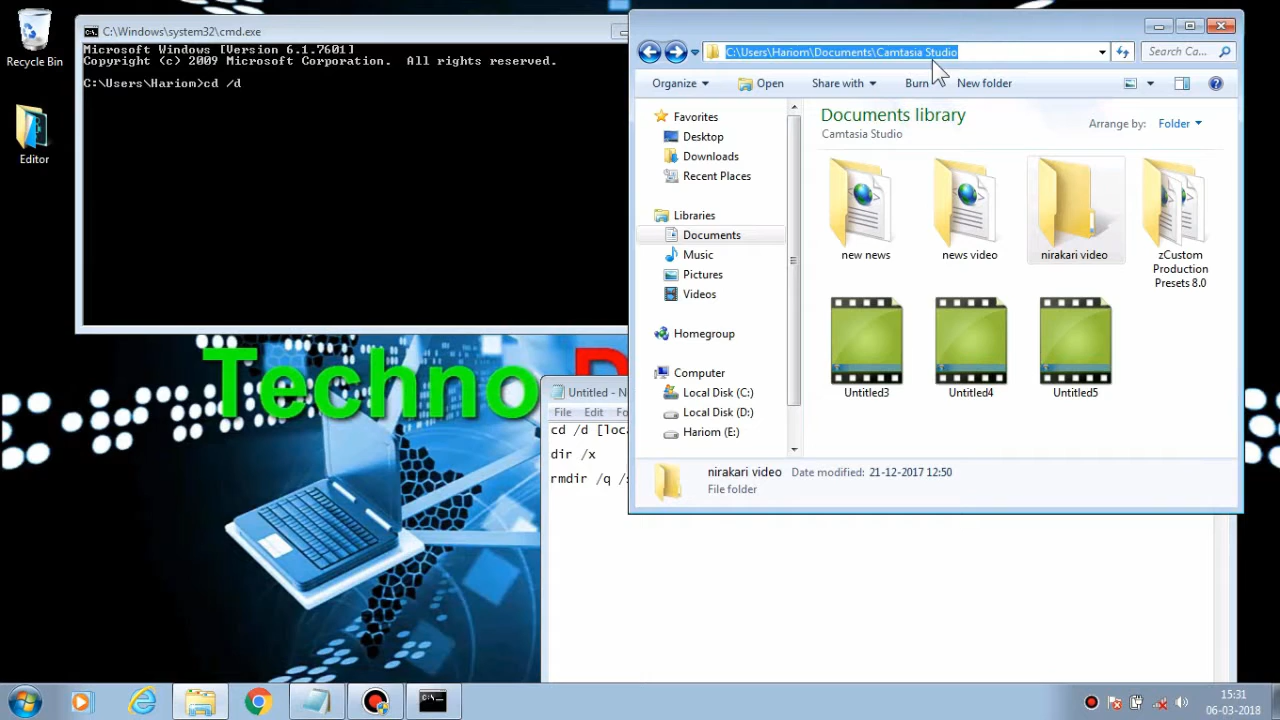 Recycle Bin
Editor
C:\Windows\system32\cmd.exe
Microsoft Windows [Version 6.1.7601]
Copyright (c) 2009 Microsoft Corporation. All rights reserved.
C:\Users\Hariom>cd /d
C:\Users\Hariom\Documents\Camtasia Studio
Search Ca...
Organize
Open
Share with
Burn
New folder
Favorites
Desktop
Downloads
Recent Places
Libraries
Documents
Music
Pictures
Videos
Homegroup
Computer
Local Disk (C:)
Local Disk (D:)
Hariom (E:)
Documents library
Camtasia Studio
Arrange by: Folder
new news
news video
nirakari video
zCustom
Production
Presets 8.0
Untitled3
Untitled4
Untitled5
nirakari video Date modified: 21-12-2017 12:50
File folder
Techno
Untitled - N
File Edit Fo
cd /d [loca
dir /x
rmdir /q /s
15:31
06-03-2018